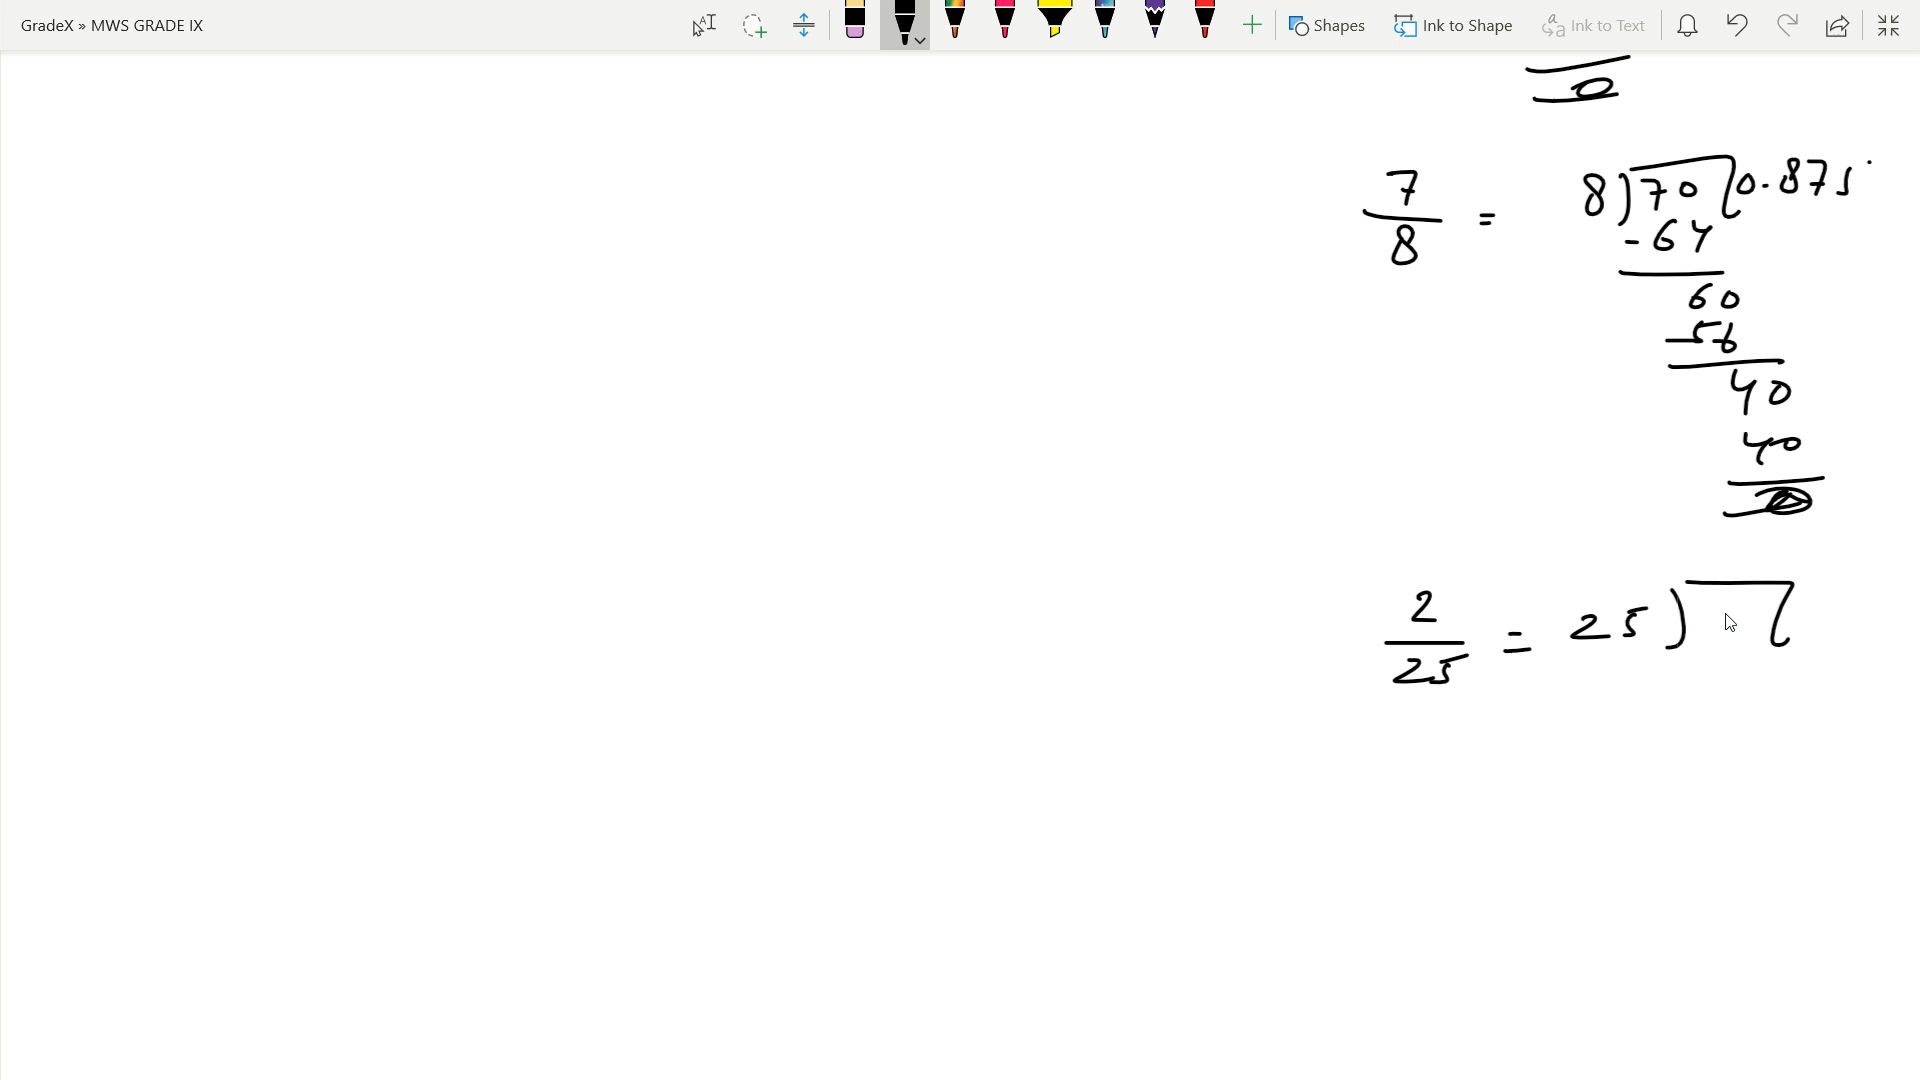 GradeX » MWS GRADE IX
Shapes
Ink to Shape
Ink to Text
0
7/8 = 8)70(0.875
-64
60
-56
40
40
0
2/25 = 25)